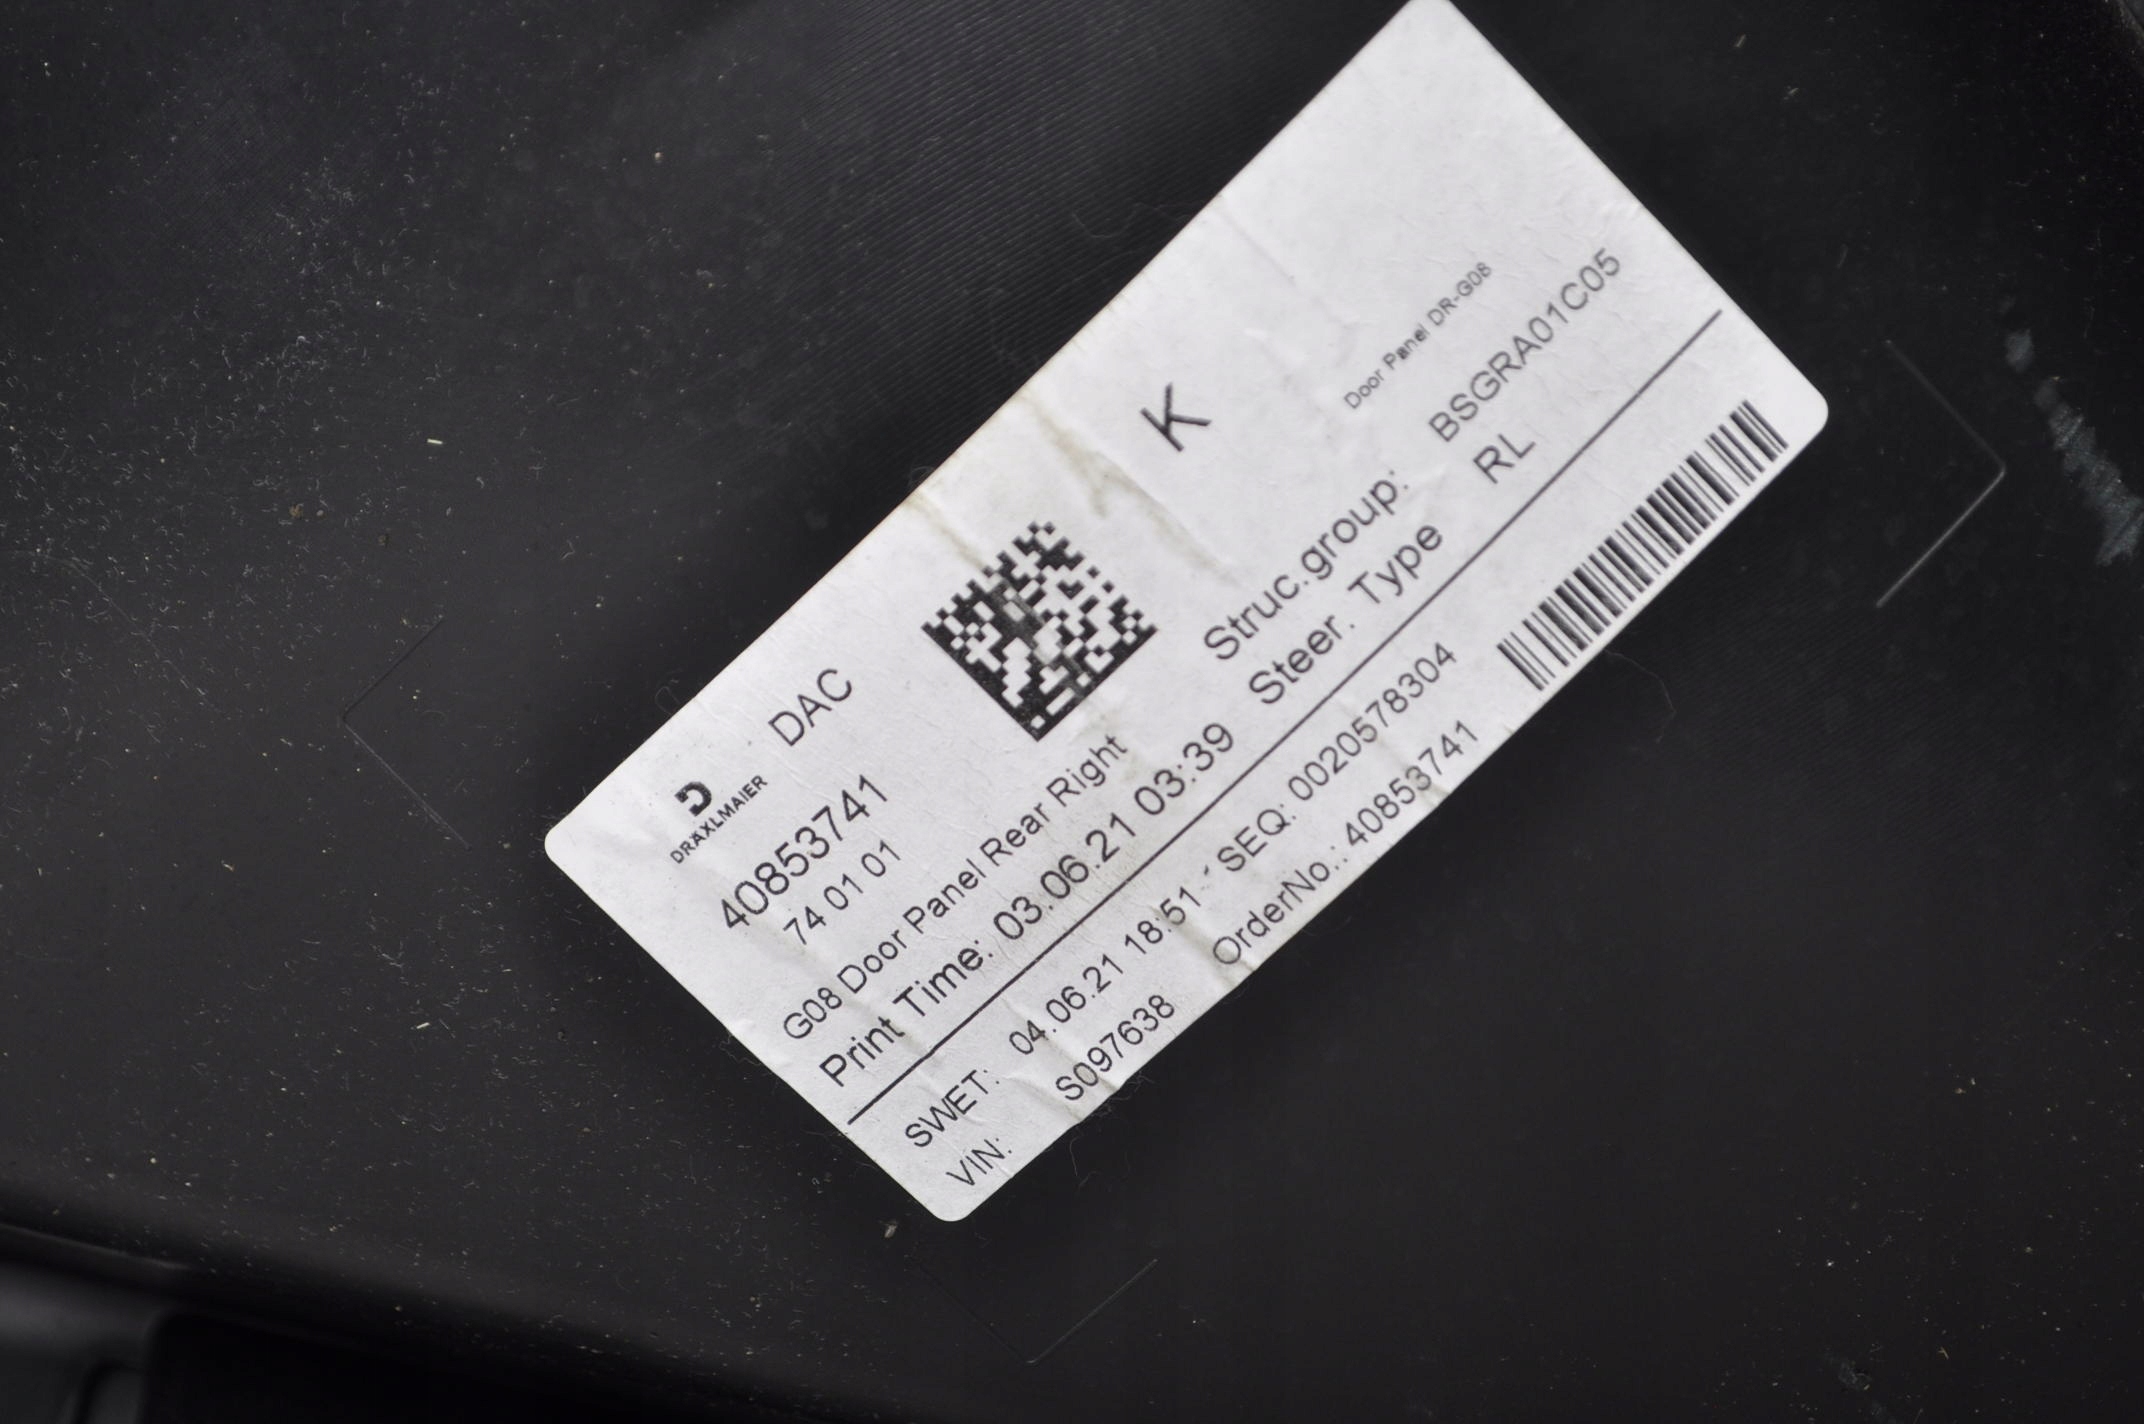 DRÄXLMAIER
DAC
K
40853741
74 01 01
Door Panel DR-G08
G08 Door Panel Rear Right
Struc.group: BSGRA01C05
Print Time: 03.06.21 03:39 Steer. Type RL
SWET: 04.06.21 18:51 - SEQ: 0020578304
VIN: S097638 OrderNo.: 40853741